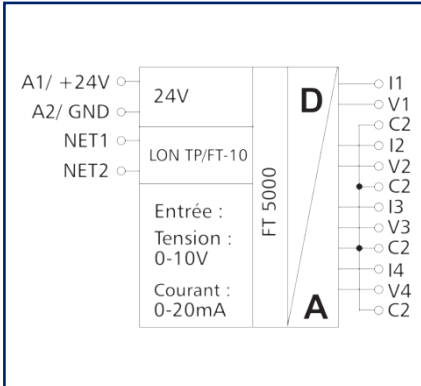 A1/ +24V
A2/ GND
NET1
NET2
24V
LON TP/FT-10
Entrée :
Tension :
0-10V
Courant :
0-20mA
FT 5000
D
A
I1
V1
C2
I2
V2
C2
I3
V3
C2
I4
V4
C2